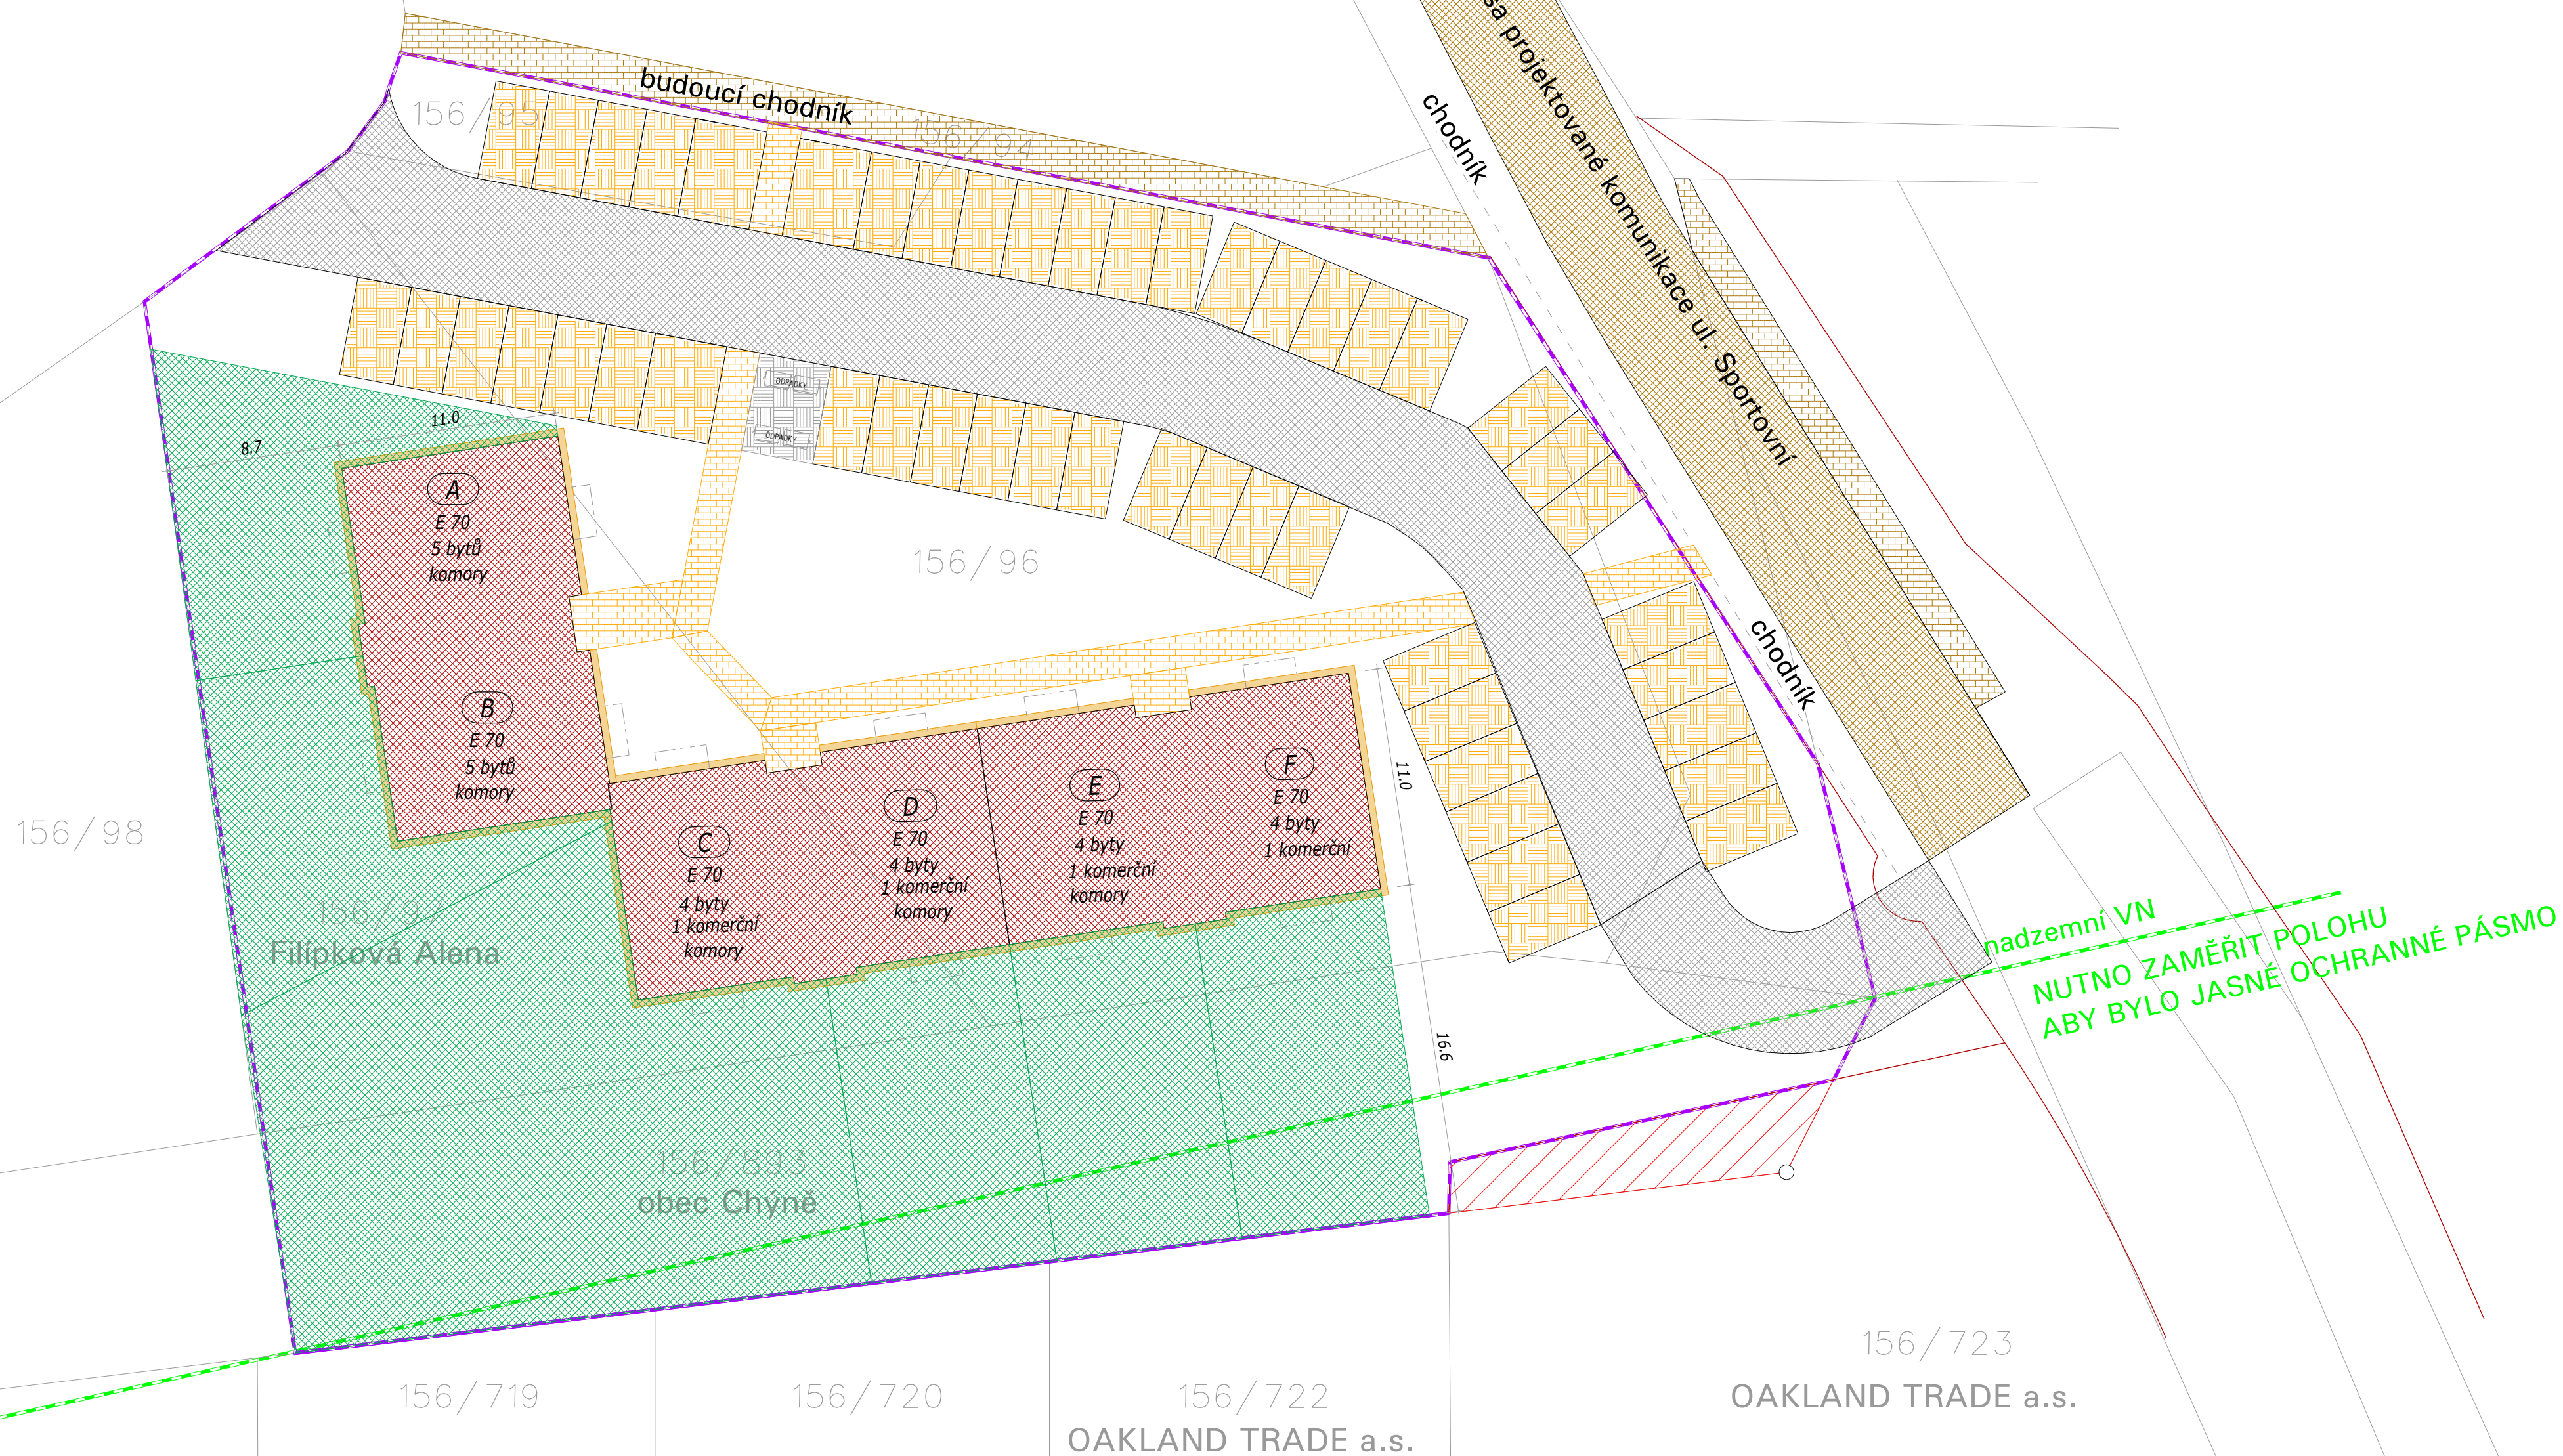 sa projektované komunikace ul. Sportovní
budoucí chodník
chodník
156/95
156/94
ODPADKY
ODPADKY
11.0
8.7
A
E 70
5 bytů
komory
156/96
B
E 70
5 bytů
komory
chodník
F
E 70
4 byty
1 komerční
E
E 70
4 byty
1 komerční
komory
D
E 70
4 byty
1 komerční
komory
C
E 70
4 byty
1 komerční
komory
11.0
16.6
156/98
156/97
Filípková Alena
nadzemní VN
NUTNO ZAMĚŘIT POLOHU
ABY BYLO JASNÉ OCHRANNÉ PÁSMO
156/897
obec Chýně
156/719
156/720
156/722
OAKLAND TRADE a.s.
156/723
OAKLAND TRADE a.s.